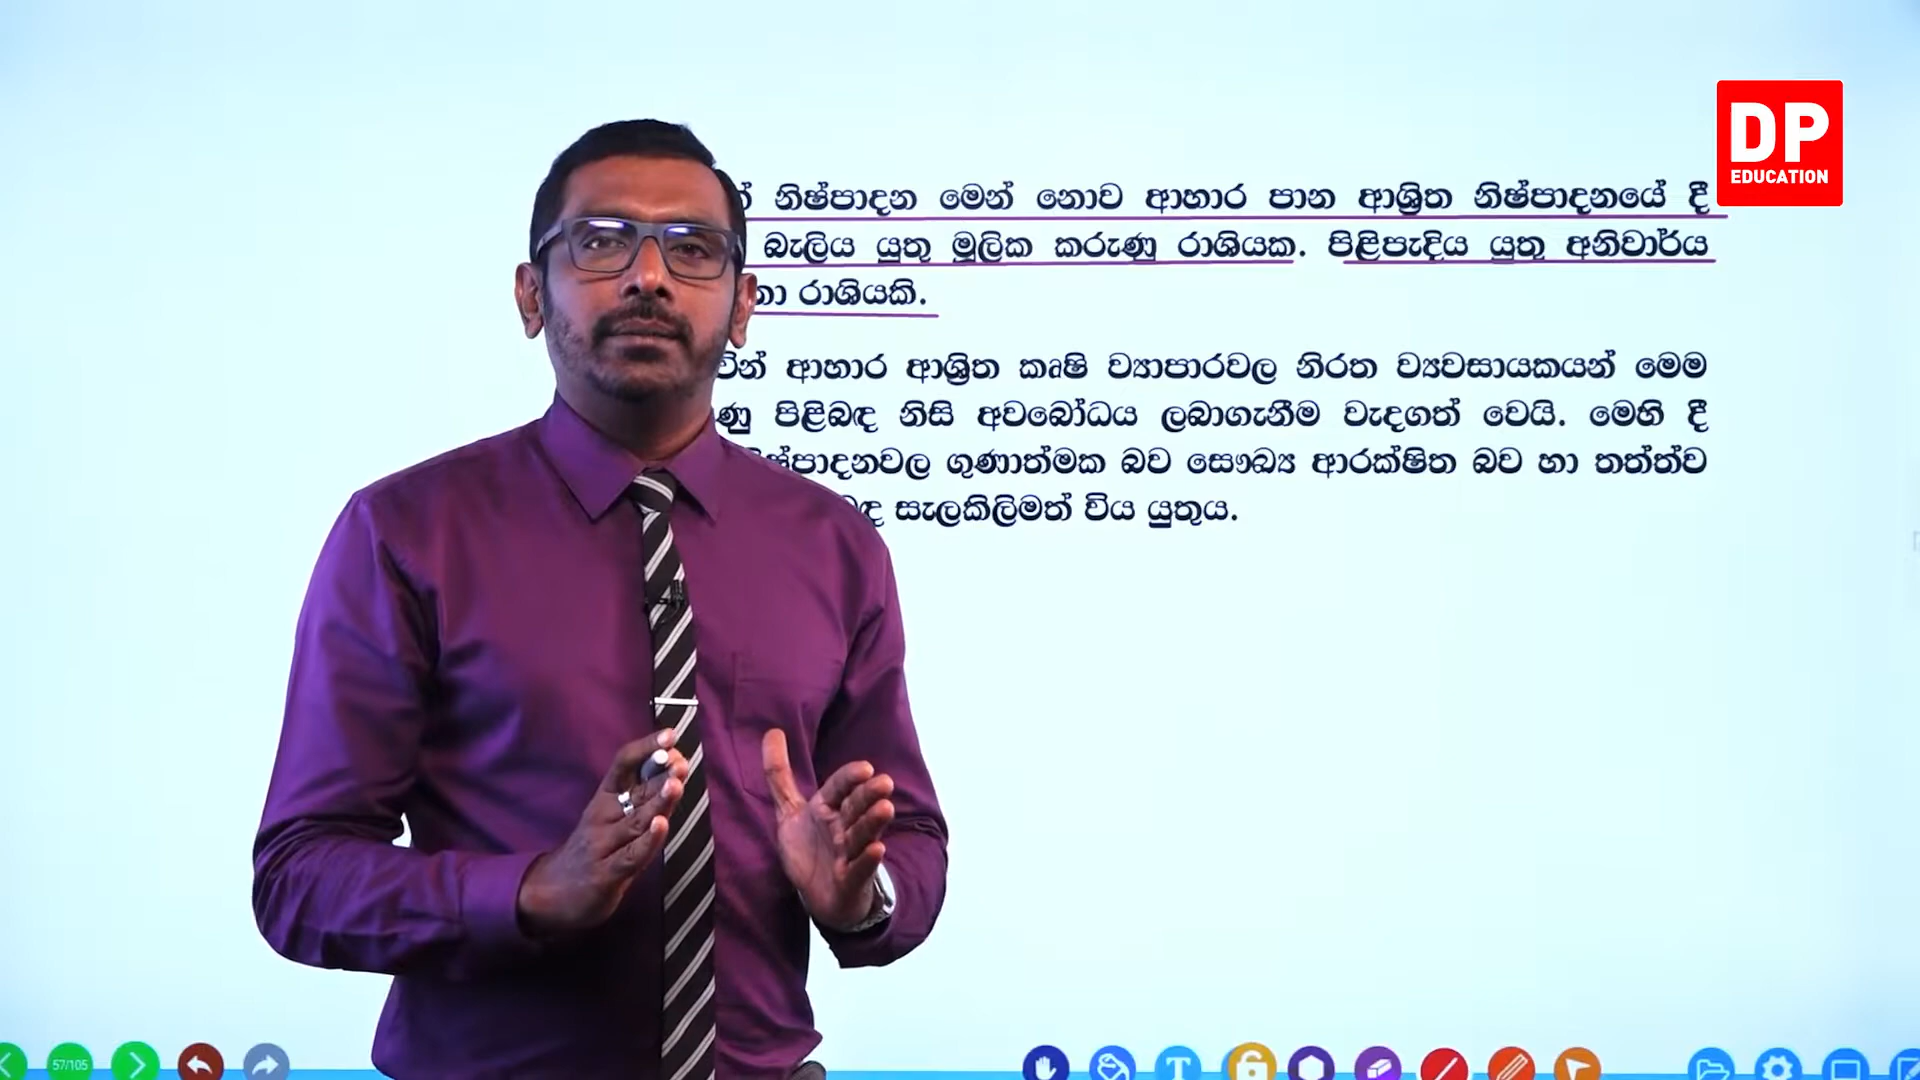 DP
EDUCATION
නිෂ්පාදන මෙන් නොව ආහාර පාන ආශ්‍රිත නිෂ්පාදනයේ දී
බැලිය යුතු මූලික කරුණු රාශියක. පිළිපැදිය යුතු අනිවාර්ය
රාශියකි.
ආහාර ආශ්‍රිත කෘෂි ව්‍යාපාරවල නිරත ව්‍යවසායකයන් මෙම
පිළිබඳ නිසි අවබෝධය ලබාගැනීම වැදගත් වෙයි. මෙහි දී
ගුණාත්මක බව සෞඛ්‍ය ආරක්ෂිත බව හා තත්ත්ව
සැලකිලිමත් විය යුතුය.
57/105